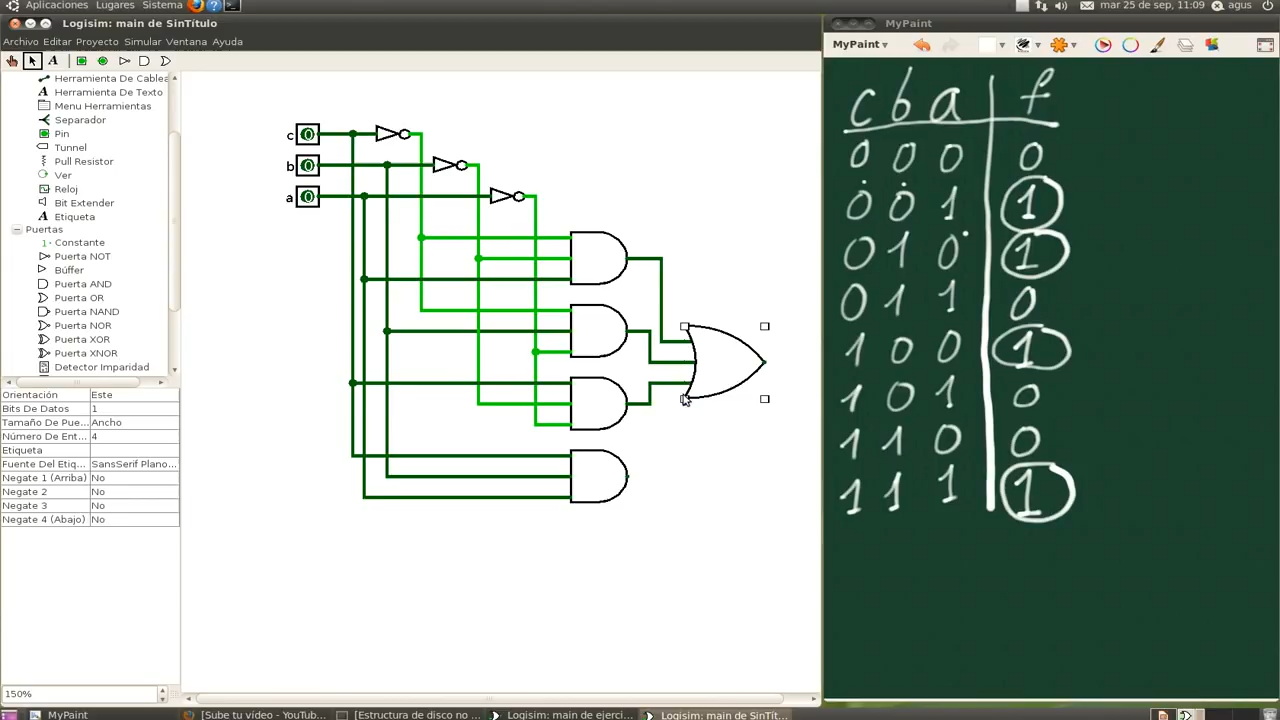 Aplicaciones Lugares Sistema
mar 25 de sep, 11:09 agus
Logisim: main de SinTítulo
Archivo Editar Proyecto Simular Ventana Ayuda
Herramienta De Cablea
Herramienta De Texto
Menu Herramientas
Separador
Pin
Tunnel
Pull Resistor
Ver
Reloj
Bit Extender
Etiqueta
Puertas
Constante
Puerta NOT
Búffer
Puerta AND
Puerta OR
Puerta NAND
Puerta NOR
Puerta XOR
Puerta XNOR
Detector Imparidad
Orientación Este
Bits De Datos 1
Tamaño De Pue... Ancho
Número De Ent... 4
Etiqueta
Fuente Del Etiq... SansSerif Plano...
Negate 1 (Arriba) No
Negate 2 No
Negate 3 No
Negate 4 (Abajo) No
150%
c 0
b 0
a 0
MyPaint
MyPaint
c b a f
0 0 0 0
0 0 1 1
0 1 0 1
0 1 1 0
1 0 0 1
1 0 1 0
1 1 0 0
1 1 1 1
MyPaint
[Sube tu vídeo - YouTub...
[Estructura de disco no ...
Logisim: main de ejerci...
Logisim: main de SinTít...